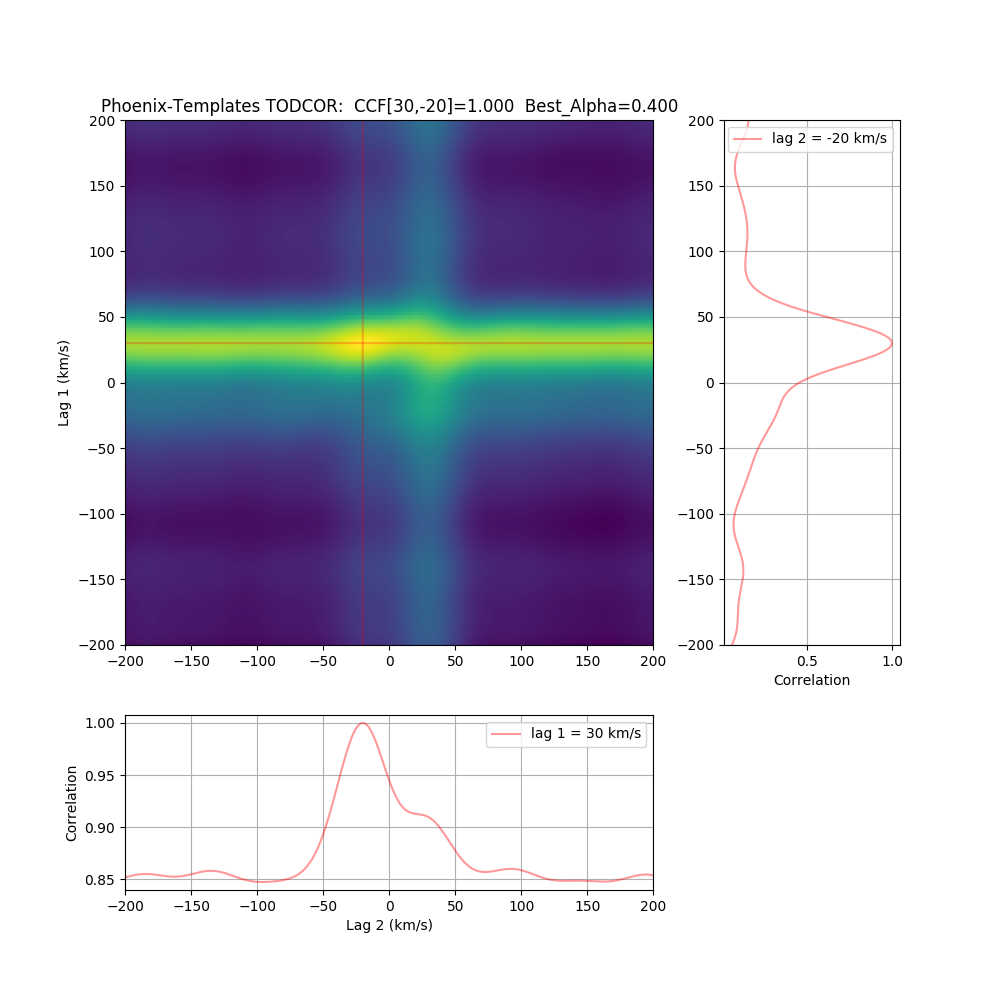 Phoenix-Templates TODCOR:  CCF[30,-20]=1.000  Best_Alpha=0.400
200
150
100
50
0
−50
−100
−150
−200
Lag 1 (km/s)
−200 −150 −100 −50 0 50 100 150 200
lag 2 = -20 km/s
200
150
100
50
0
−50
−100
−150
−200
0.5 1.0
Correlation
lag 1 = 30 km/s
1.00
0.95
0.90
0.85
Correlation
−200 −150 −100 −50 0 50 100 150 200
Lag 2 (km/s)